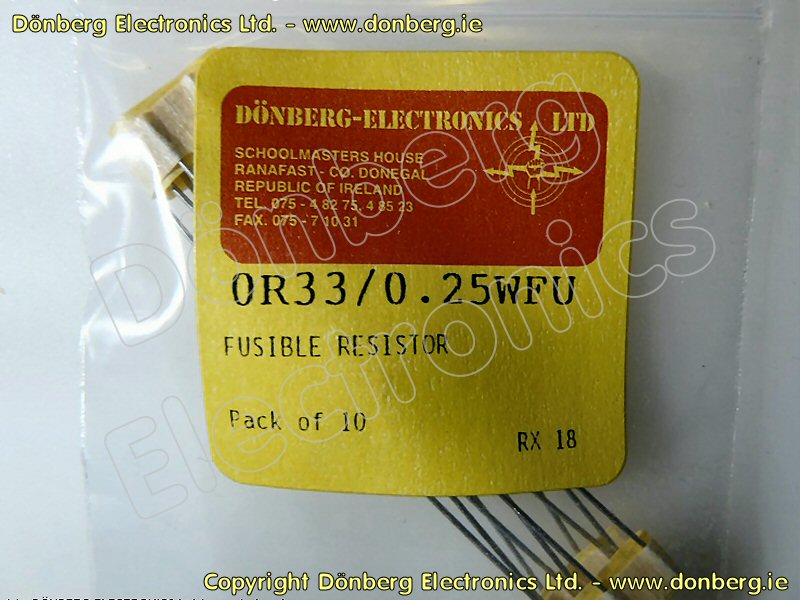 Dönberg Electronics Ltd. - www.donberg.ie
DÖNBERG-ELECTRONICS LTD
SCHOOLMASTERS HOUSE
RANAFAST - CO. DONEGAL
REPUBLIC OF IRELAND
TEL. 075 - 4 82 75, 4 85 23
FAX. 075 - 7 10 31
Dönberg
Electronics
0R33/0.25WFU
FUSIBLE RESISTOR
Pack of 10
RX 18
Copyright Dönberg Electronics Ltd. - www.donberg.ie